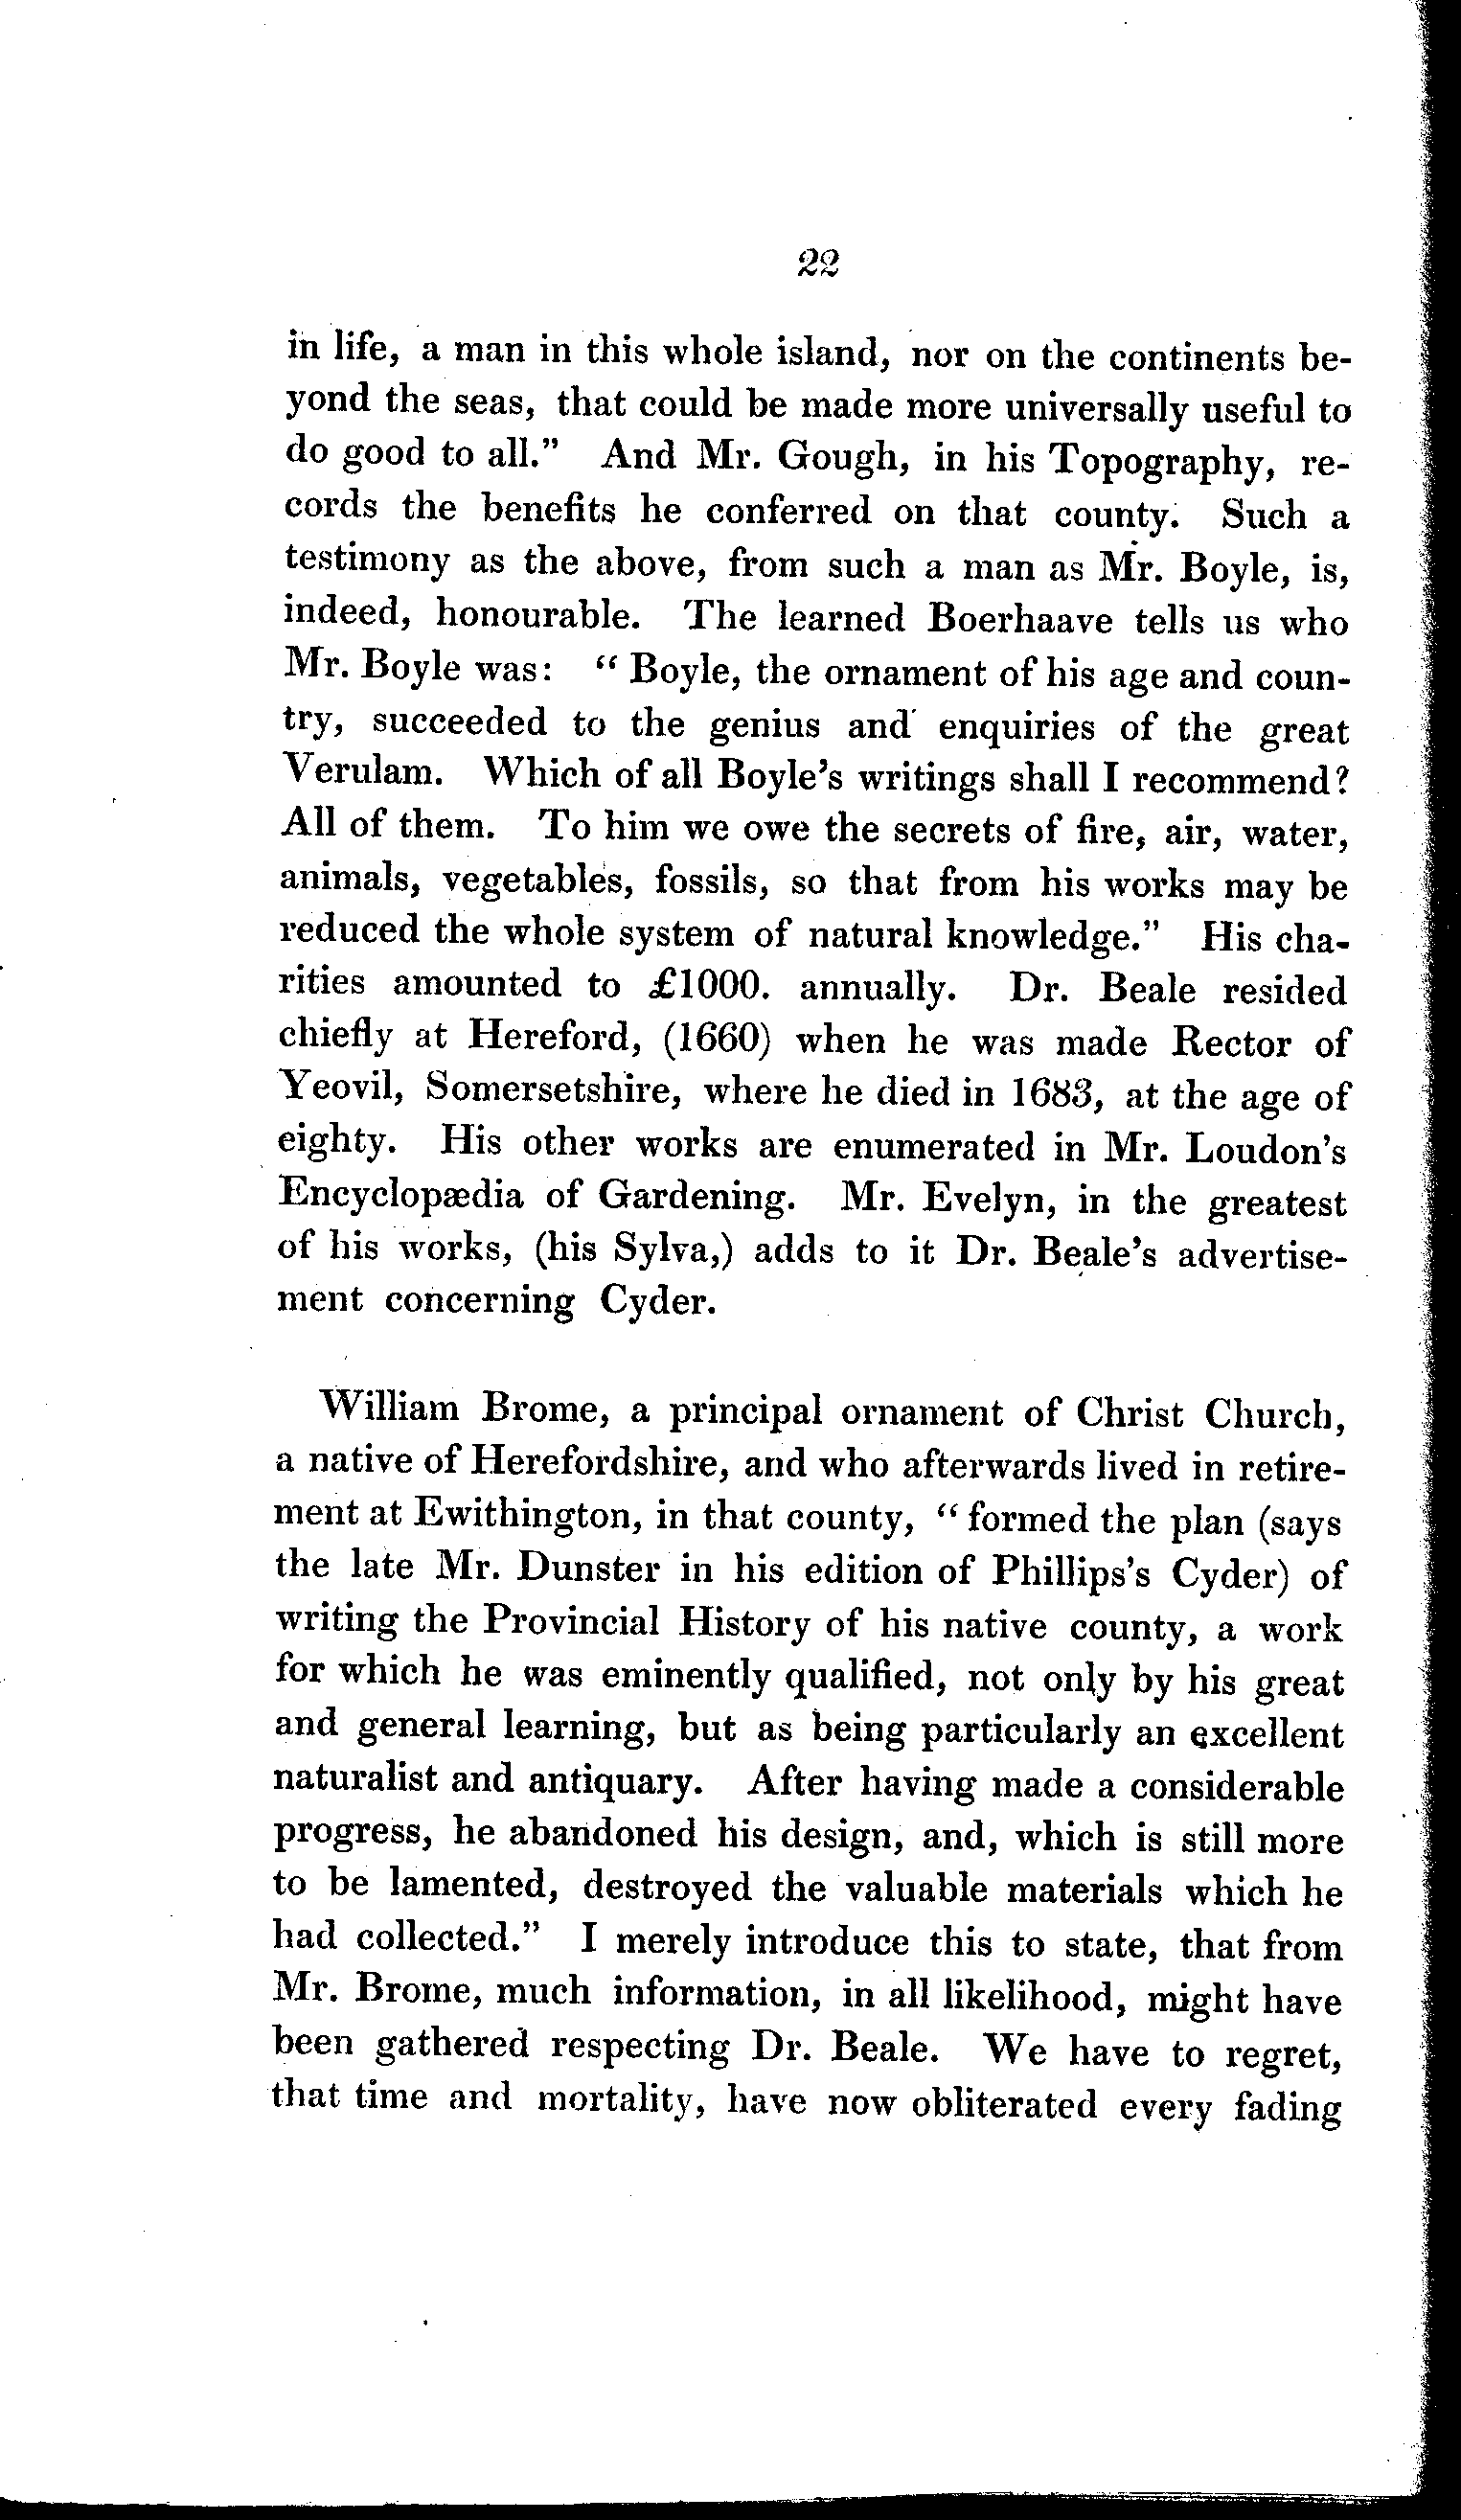 22
in life, a man in this whole island, nor on the continents be-
yond the seas, that could be made more universally useful to
do good to all." And Mr. Gough, in his Topography, re-
cords the benefits he conferred on that county. Such a
testimony as the above, from such a man as Mr. Boyle, is,
indeed, honourable. The learned Boerhaave tells us who
Mr. Boyle was: "Boyle, the ornament of his age and coun-
try, succeeded to the genius and enquiries of the great
Verulam. Which of all Boyle's writings shall I recommend?
All of them. To him we owe the secrets of fire, air, water,
animals, vegetables, fossils, so that from his works may be
reduced the whole system of natural knowledge." His cha-
rities amounted to £1000. annually. Dr. Beale resided
chiefly at Hereford, (1660) when he was made Rector of
Yeovil, Somersetshire, where he died in 1683, at the age of
eighty. His other works are enumerated in Mr. Loudon's
Encyclopædia of Gardening. Mr. Evelyn, in the greatest
of his works, (his Sylva,) adds to it Dr. Beale's advertise-
ment concerning Cyder.
William Brome, a principal ornament of Christ Church,
a native of Herefordshire, and who afterwards lived in retire-
ment at Ewithington, in that county, "formed the plan (says
the late Mr. Dunster in his edition of Phillips's Cyder) of
writing the Provincial History of his native county, a work
for which he was eminently qualified, not only by his great
and general learning, but as being particularly an excellent
naturalist and antiquary. After having made a considerable
progress, he abandoned his design, and, which is still more
to be lamented, destroyed the valuable materials which he
had collected." I merely introduce this to state, that from
Mr. Brome, much information, in all likelihood, might have
been gathered respecting Dr. Beale. We have to regret,
that time and mortality, have now obliterated every fading